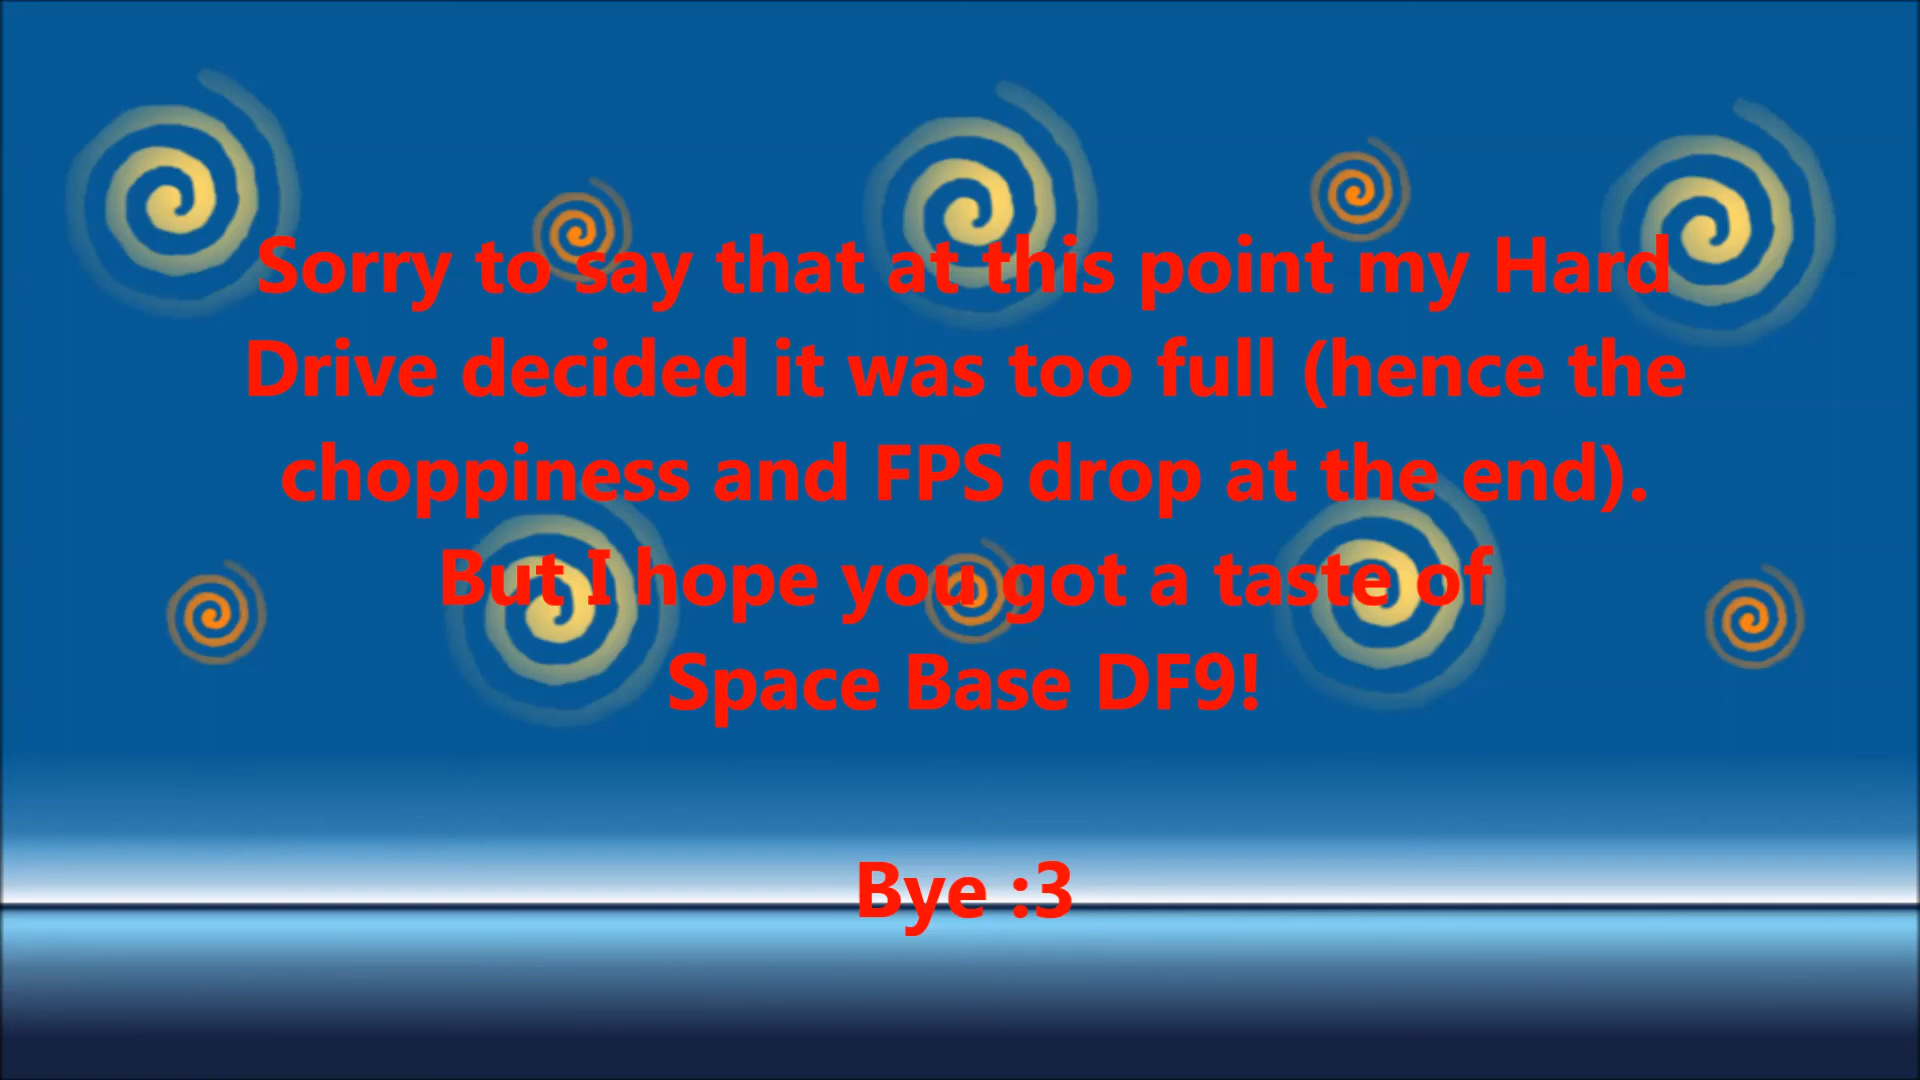 Sorry to say that at this point my Hard
Drive decided it was too full (hence the
choppiness and FPS drop at the end).
But I hope you got a taste of
Space Base DF9!
Bye :3